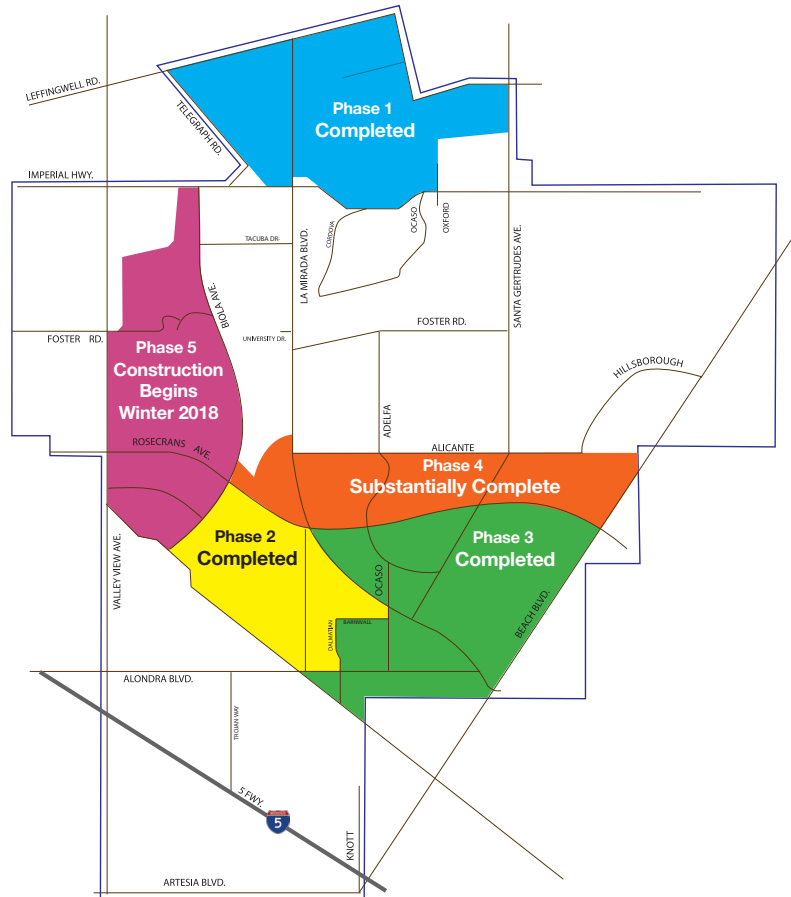 LEFFINGWELL RD.
TELEGRAPH RD.
Phase 1
Completed
IMPERIAL HWY.
CORDOVA
OCASO
OXFORD
TACUBA DR.
LA MIRADA BLVD.
SANTA GERTRUDES AVE.
BIOLA AVE.
FOSTER RD.
UNIVERSITY DR.
FOSTER RD.
Phase 5
Construction
Begins
Winter 2018
HILLSBOROUGH
ADELFA
ROSECRANS AVE.
ALICANTE
Phase 4
Substantially Complete
Phase 2
Completed
Phase 3
Completed
VALLEY VIEW AVE.
OCASO
BARNWALL
DALMATIAN
BEACH BLVD.
ALONDRA BLVD.
TROJAN WAY
5 FWY.
5
KNOTT
ARTESIA BLVD.